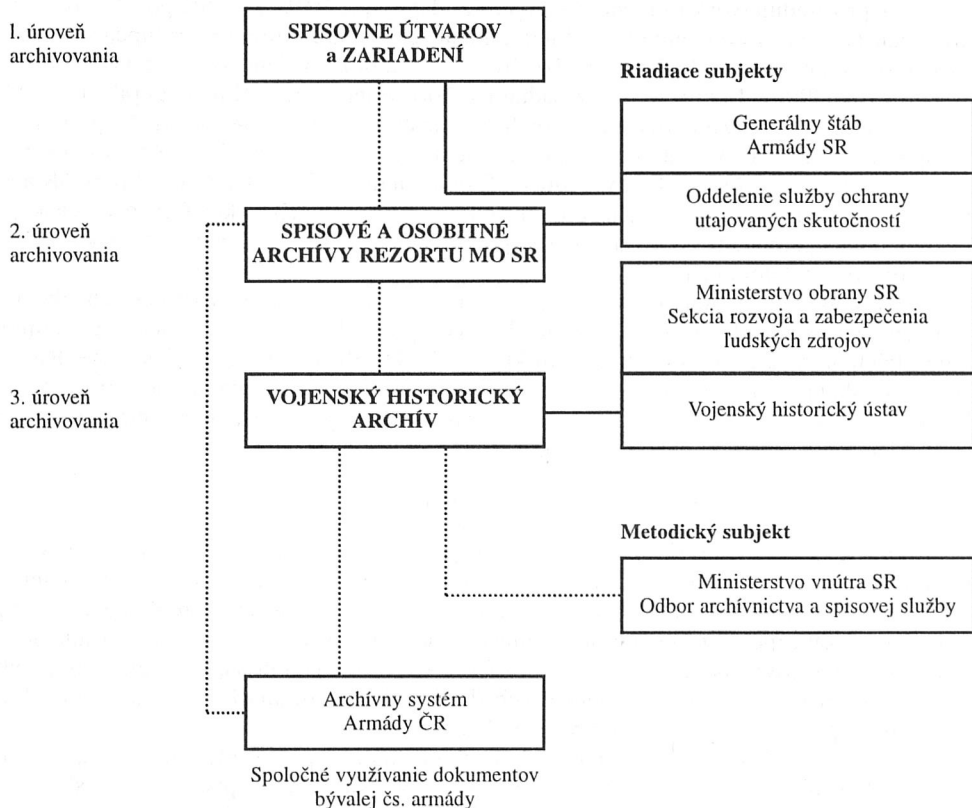 1. úroveň
archivovania
SPISOVNE ÚTVAROV
a ZARIADENÍ
Riadiace subjekty
Generálny štáb
Armády SR
Oddelenie služby ochrany
utajovaných skutočností
2. úroveň
archivovania
SPISOVÉ A OSOBITNÉ
ARCHÍVY REZORTU MO SR
Ministerstvo obrany SR
Sekcia rozvoja a zabezpečenia
ľudských zdrojov
3. úroveň
archivovania
VOJENSKÝ HISTORICKÝ
ARCHÍV
Vojenský historický ústav
Metodický subjekt
Ministerstvo vnútra SR
Odbor archívnictva a spisovej služby
Archívny systém
Armády ČR
Spoločné využívanie dokumentov
bývalej čs. armády